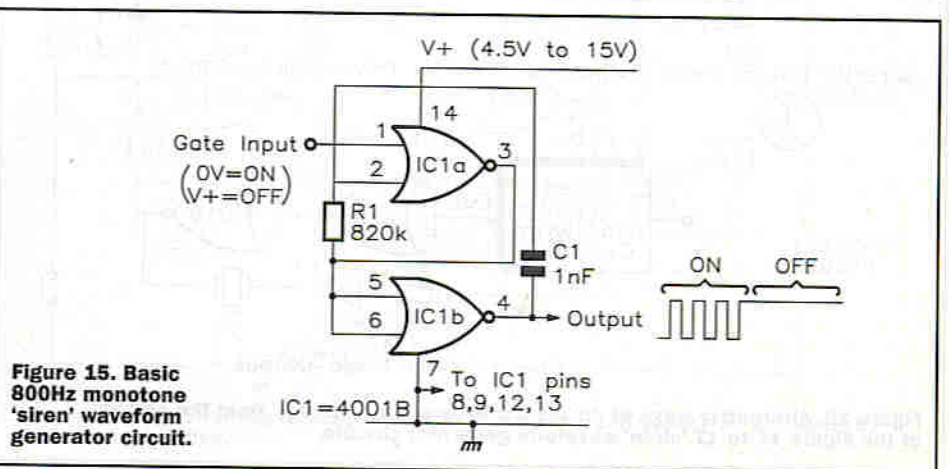 V+ (4.5V to 15V)
14
Gate Input
1
IC1a
3
(0V=ON)
(V+=OFF)
2
R1
820k
C1
1nF
ON
OFF
5
6
IC1b
4
Output
7
To IC1 pins
8,9,12,13
IC1=4001B
Figure 15. Basic
800Hz monotone
'siren' waveform
generator circuit.